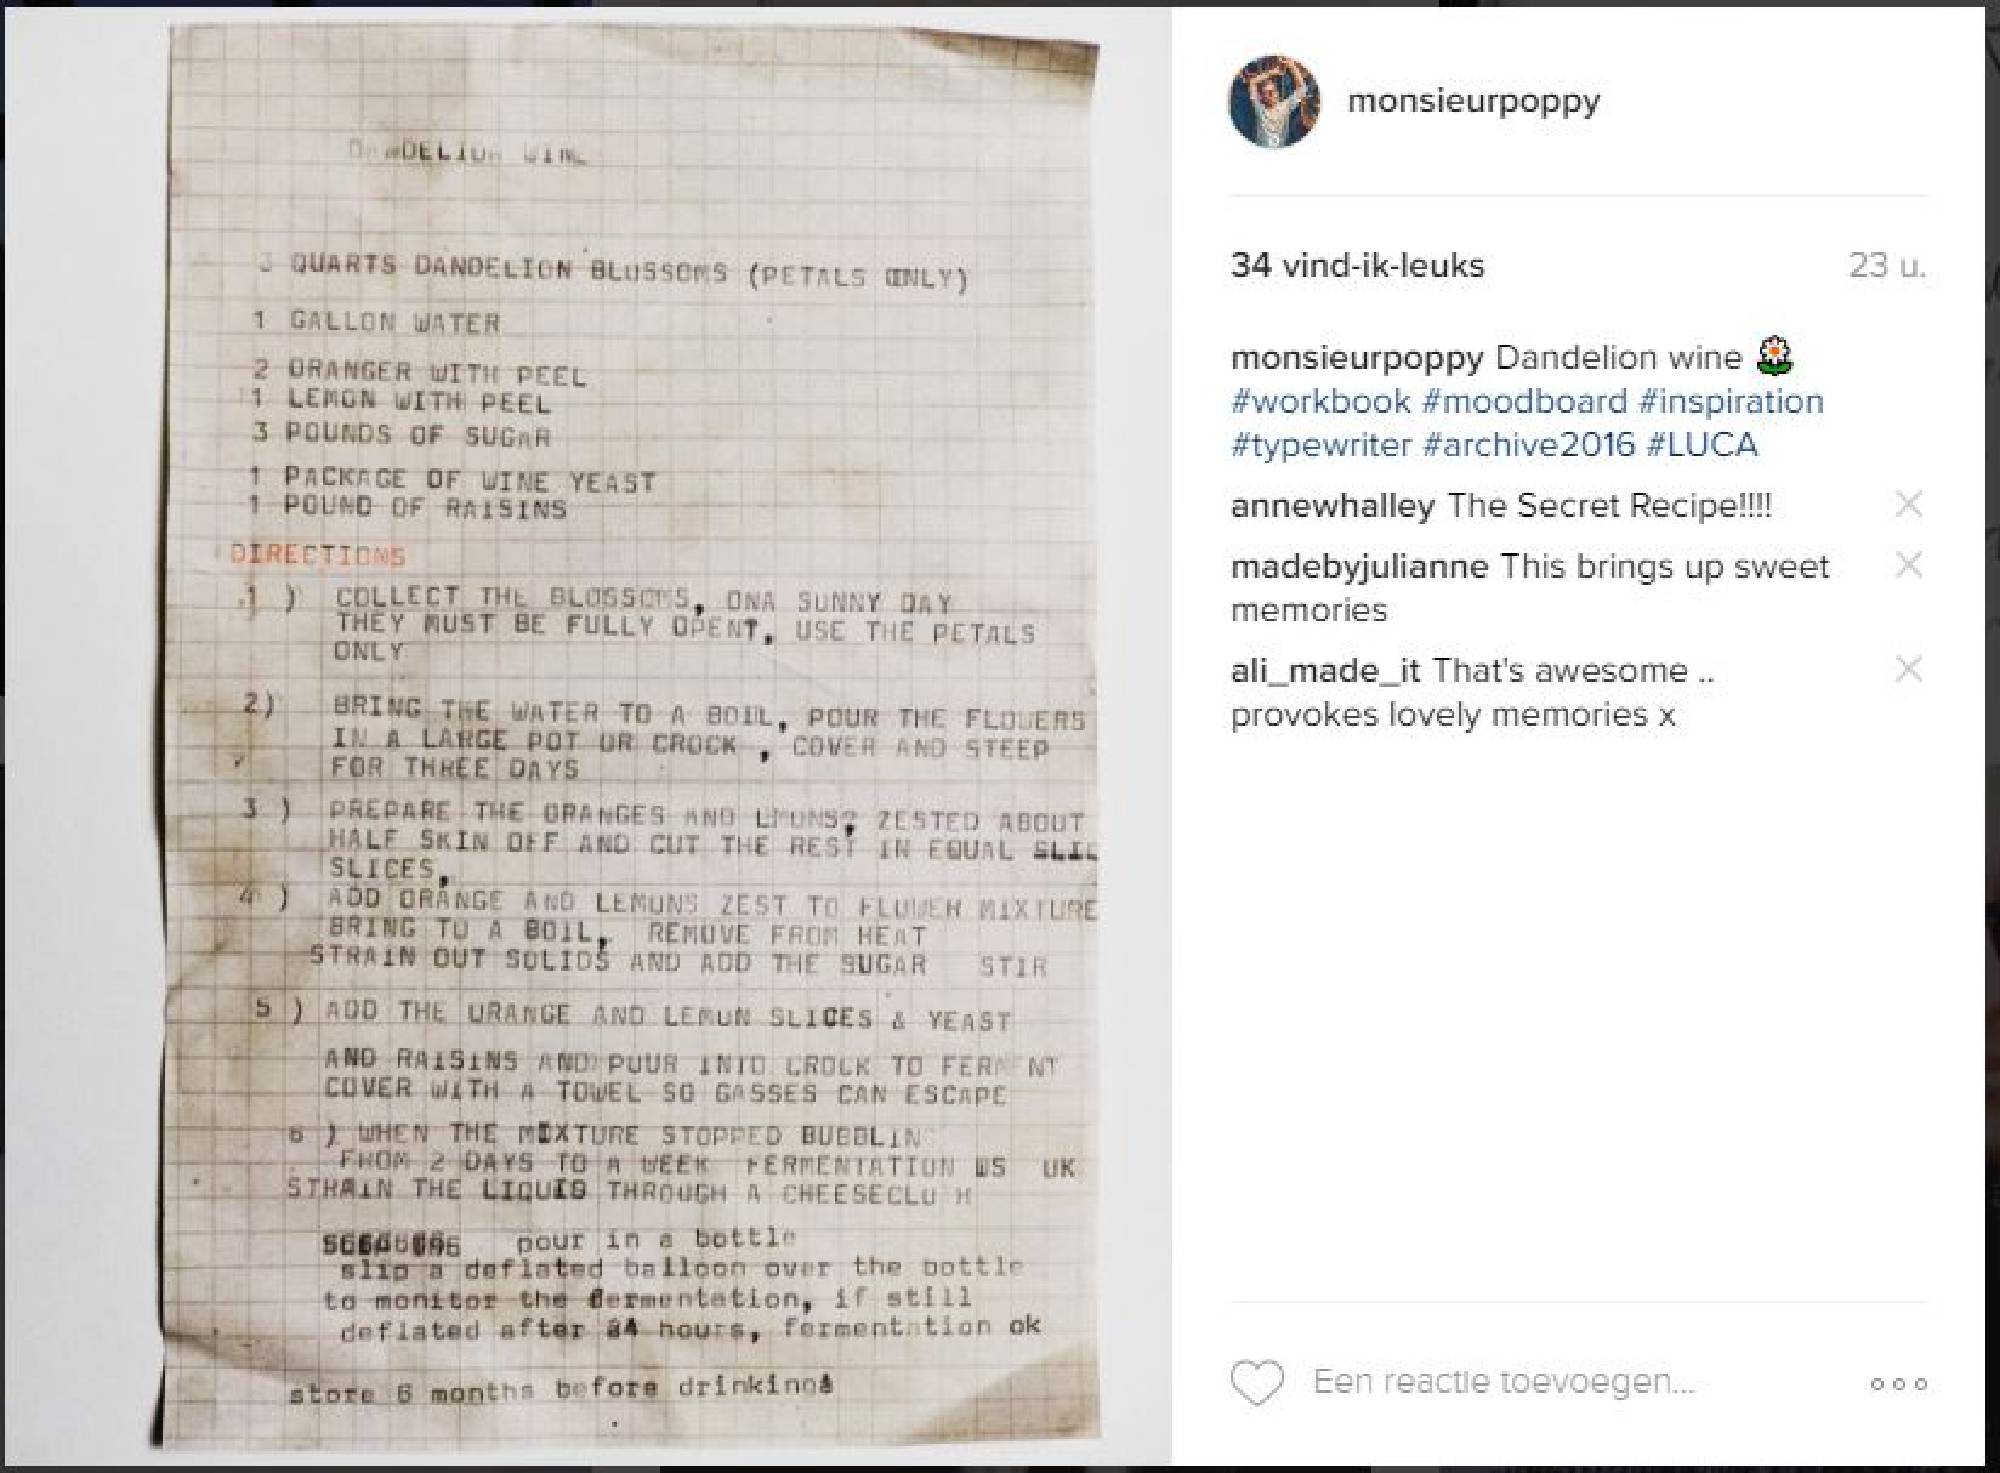 DANDELION WINE
3 QUARTS DANDELION BLOSSOMS (PETALS ONLY)
1 GALLON WATER
2 ORANGER WITH PEEL
1 LEMON WITH PEEL
3 POUNDS OF SUGAR
1 PACKAGE OF WINE YEAST
1 POUND OF RAISINS
DIRECTIONS
1 ) COLLECT THE BLOSSOMS, ONA SUNNY DAY
THEY MUST BE FULLY OPENT, USE THE PETALS
ONLY
2) BRING THE WATER TO A BOIL, POUR THE FLOWERS
IN A LARGE POT OR CROCK , COVER AND STEEP
FOR THREE DAYS
3 ) PREPARE THE ORANGES AND LMONS, ZESTED ABOUT
HALF SKIN OFF AND CUT THE REST IN EQUAL SLIC
SLICES,
4 ) ADD ORANGE AND LEMONS ZEST TO FLOWER MIXTURE
BRING TO A BOIL, REMOVE FROM HEAT
STRAIN OUT SOLIDS AND ADD THE SUGAR STIR
5 ) ADD THE ORANGE AND LEMON SLICES & YEAST
AND RAISINS AND POUR INTO CROCK TO FERMENT
COVER WITH A TOWEL SO GASSES CAN ESCAPE
6 ) WHEN THE MIXTURE STOPPED BUBBLING
FROM 2 DAYS TO A WEEK FERMENTATION IS OK
STRAIN THE LIQUID THROUGH A CHEESECLO H
pour in a bottle
slip a deflated balloon over the bottle
to monitor the fermentation, if still
deflated after 24 hours, fermentation ok
store 6 months before drinking
monsieurpoppy
34 vind-ik-leuks 23 u.
monsieurpoppy Dandelion wine 🌼
#workbook #moodboard #inspiration
#typewriter #archive2016 #LUCA
annewhalley The Secret Recipe!!!!
madebyjulianne This brings up sweet
memories
ali_made_it That's awesome ..
provokes lovely memories x
Een reactie toevoegen...